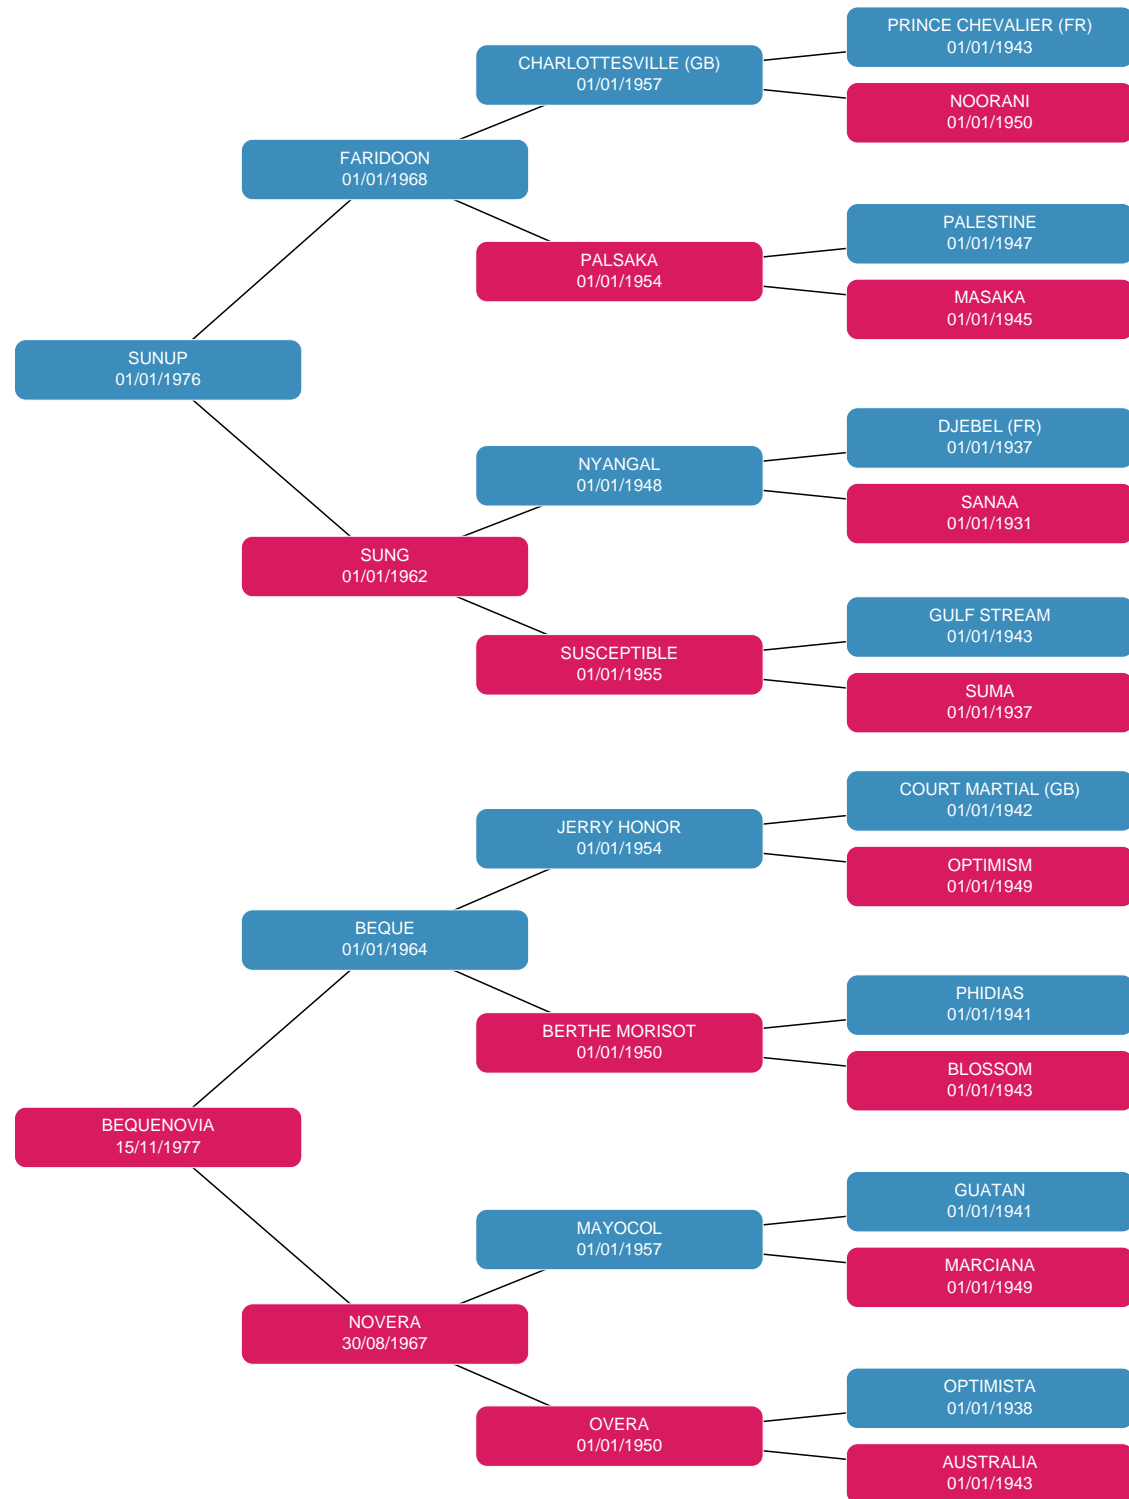 PRINCE CHEVALIER (FR)
01/01/1943
CHARLOTTESVILLE (GB)
01/01/1957
NOORANI
01/01/1950
FARIDOON
01/01/1968
PALESTINE
01/01/1947
PALSAKA
01/01/1954
MASAKA
01/01/1945
SUNUP
01/01/1976
DJEBEL (FR)
01/01/1937
NYANGAL
01/01/1948
SANAA
01/01/1931
SUNG
01/01/1962
GULF STREAM
01/01/1943
SUSCEPTIBLE
01/01/1955
SUMA
01/01/1937
COURT MARTIAL (GB)
01/01/1942
JERRY HONOR
01/01/1954
OPTIMISM
01/01/1949
BEQUE
01/01/1964
PHIDIAS
01/01/1941
BERTHE MORISOT
01/01/1950
BLOSSOM
01/01/1943
BEQUENOVIA
15/11/1977
GUATAN
01/01/1941
MAYOCOL
01/01/1957
MARCIANA
01/01/1949
NOVERA
30/08/1967
OPTIMISTA
01/01/1938
OVERA
01/01/1950
AUSTRALIA
01/01/1943